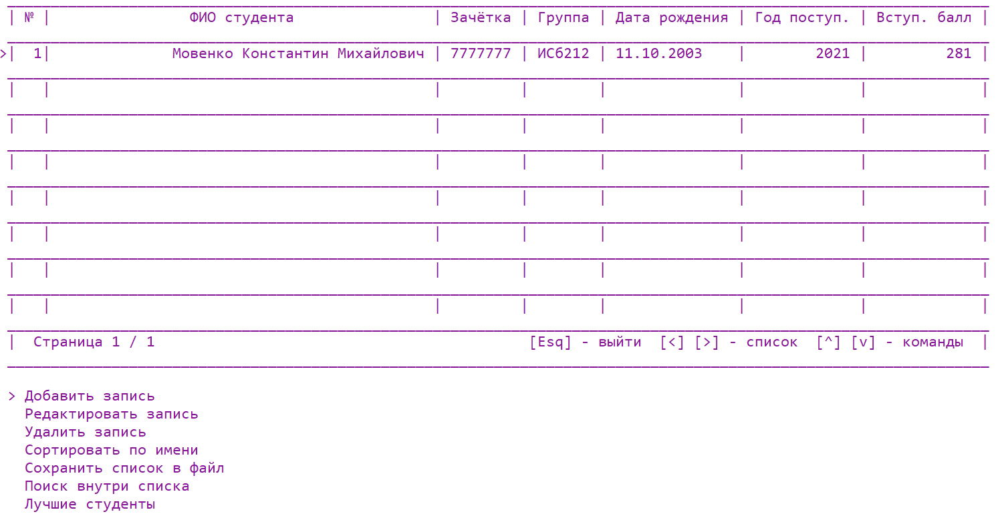 | № | ФИО студента | Зачётка | Группа | Дата рождения | Год поступ. | Вступ. балл |
>| 1| Мовенко Константин Михайлович | 7777777 | ИСб212 | 11.10.2003 | 2021 | 281 |
| Страница 1 / 1 [Esq] - выйти [<] [>] - список [^] [v] - команды |
> Добавить запись
Редактировать запись
Удалить запись
Сортировать по имени
Сохранить список в файл
Поиск внутри списка
Лучшие студенты